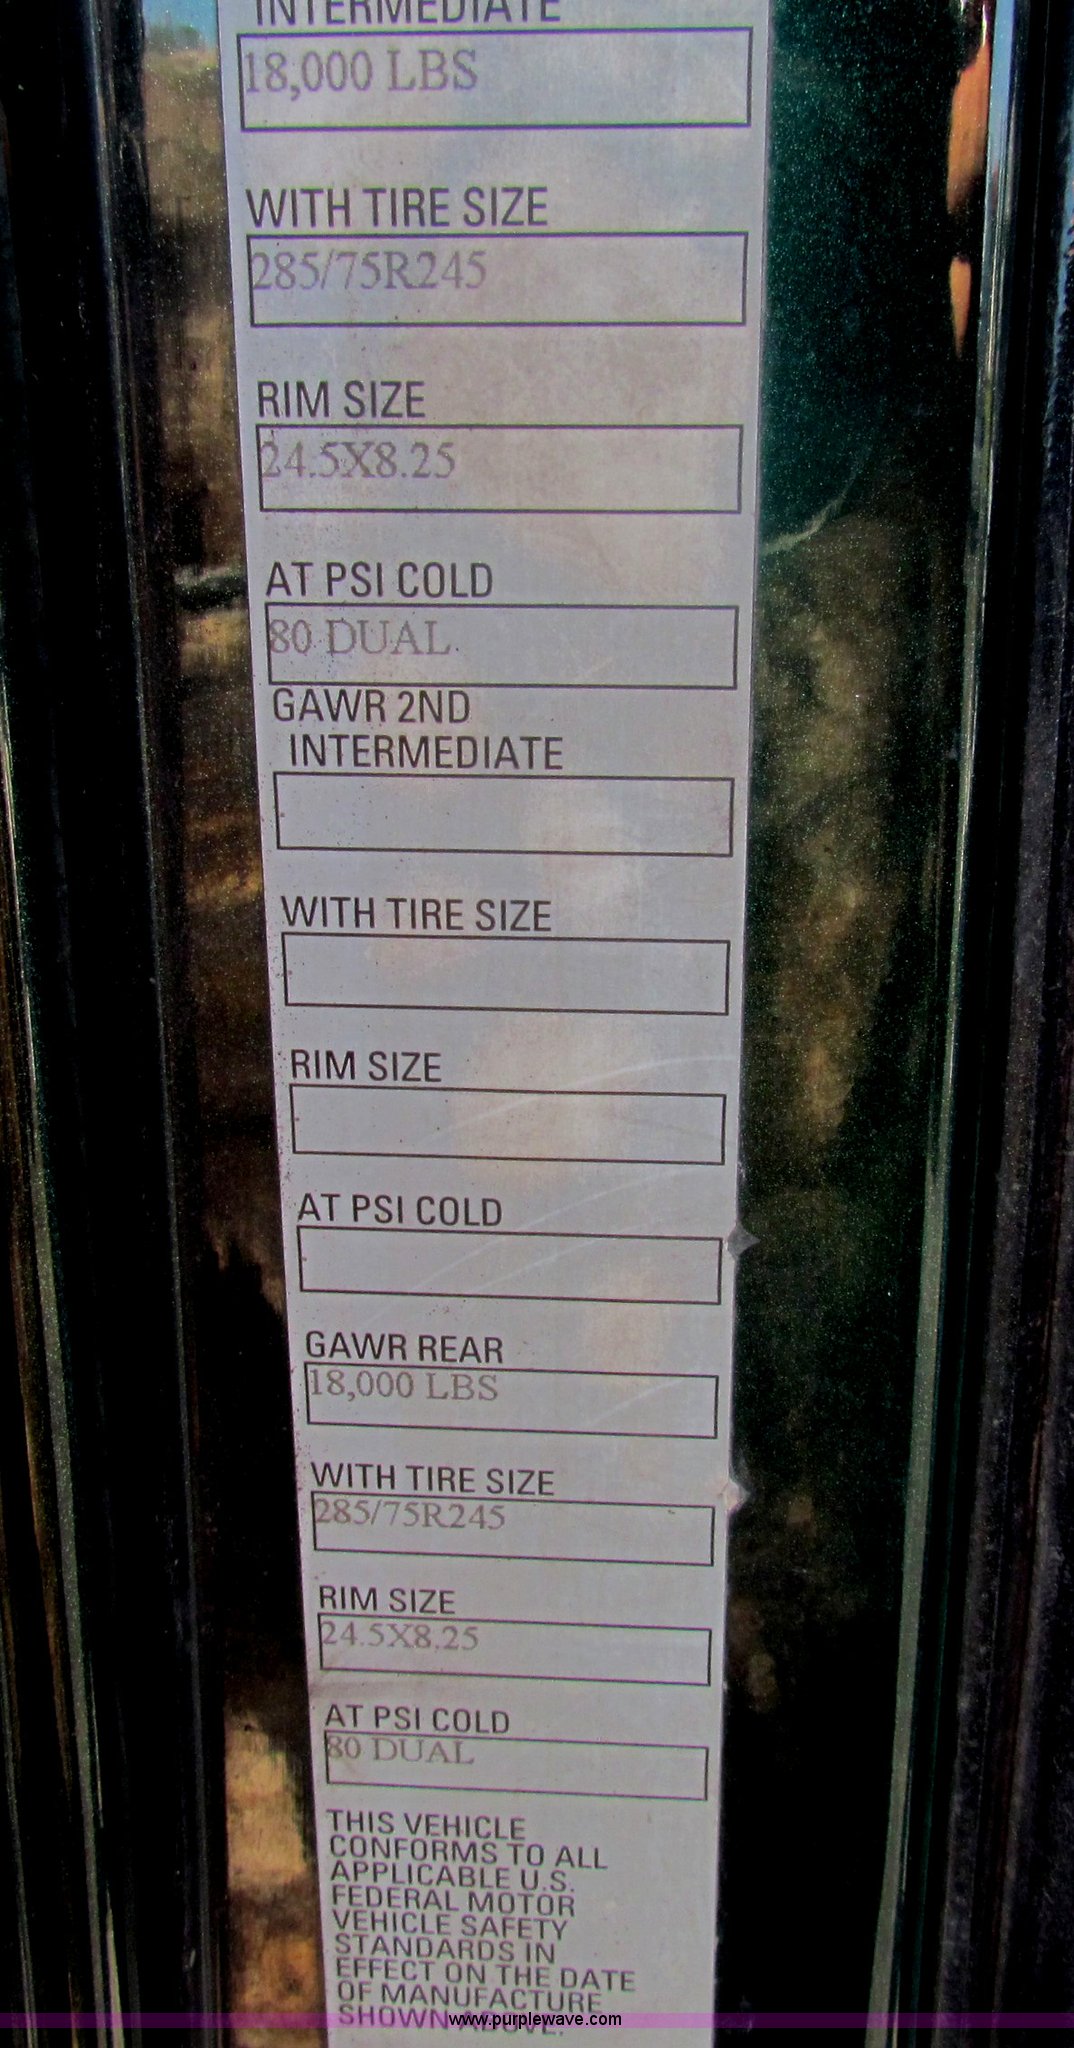 INTERMEDIATE
18,000 LBS
WITH TIRE SIZE
285/75R245
RIM SIZE
24.5X8.25
AT PSI COLD
80 DUAL
GAWR 2ND
INTERMEDIATE
WITH TIRE SIZE
RIM SIZE
AT PSI COLD
GAWR REAR
18,000 LBS
WITH TIRE SIZE
285/75R245
RIM SIZE
24.5X8.25
AT PSI COLD
80 DUAL
THIS VEHICLE
CONFORMS TO ALL
APPLICABLE U.S.
FEDERAL MOTOR
VEHICLE SAFETY
STANDARDS IN
EFFECT ON THE DATE
OF MANUFACTURE
SHOWN ABOVE.
www.purplewave.com